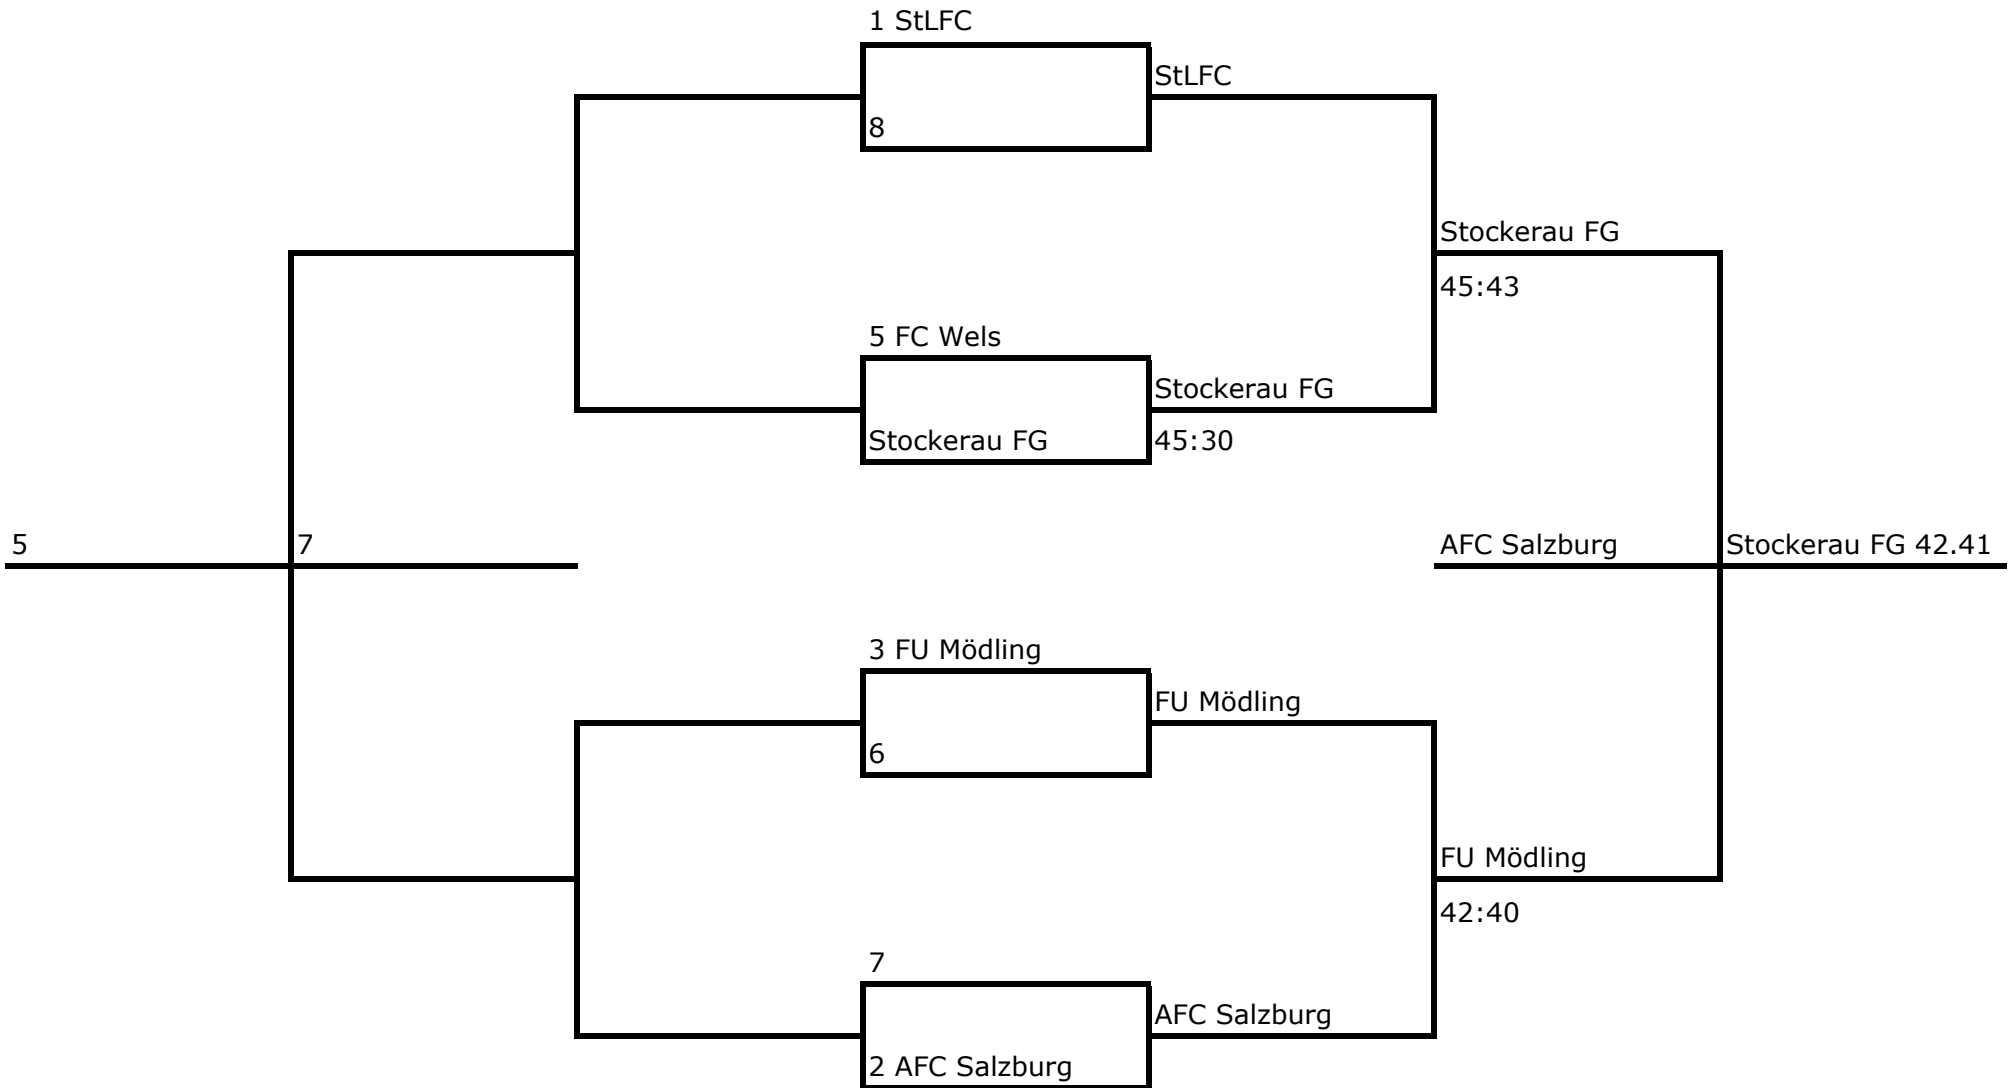 1 StLFC
StLFC
8
Stockerau FG
45:43
5 FC Wels
Stockerau FG
Stockerau FG
45:30
5
7
AFC Salzburg
Stockerau FG 42.41
3 FU Mödling
FU Mödling
6
FU Mödling
42:40
7
AFC Salzburg
2 AFC Salzburg